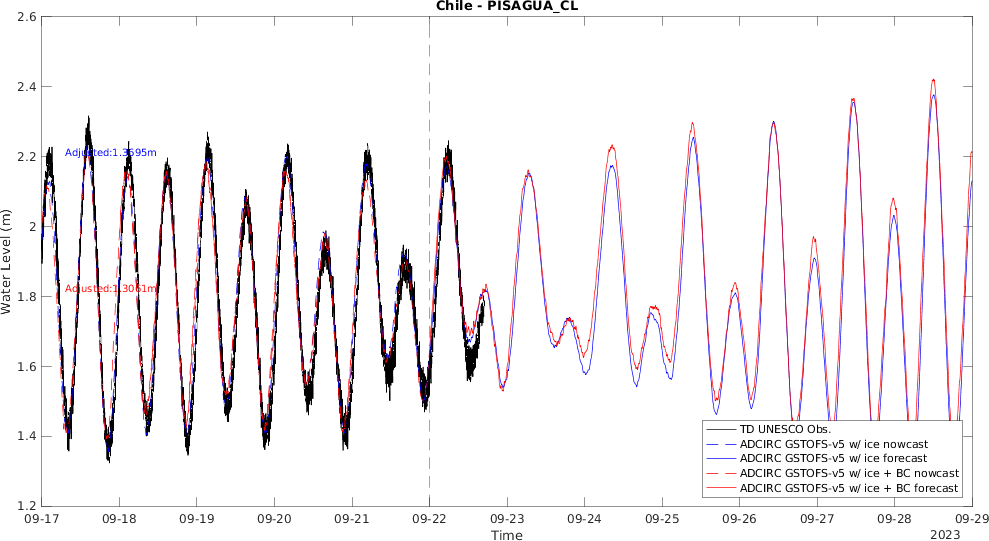 Chile - PISAGUA_CL
2.6
2.4
2.2
2
1.8
1.6
1.4
1.2
Water Level (m)
Adjusted:1.3595m
Adjusted:1.3061m
TD UNESCO Obs.
ADCIRC GSTOFS-v5 w/ ice nowcast
ADCIRC GSTOFS-v5 w/ ice forecast
ADCIRC GSTOFS-v5 w/ ice + BC nowcast
ADCIRC GSTOFS-v5 w/ ice + BC forecast
09-17 09-18 09-19 09-20 09-21 09-22 09-23 09-24 09-25 09-26 09-27 09-28 09-29
Time
2023